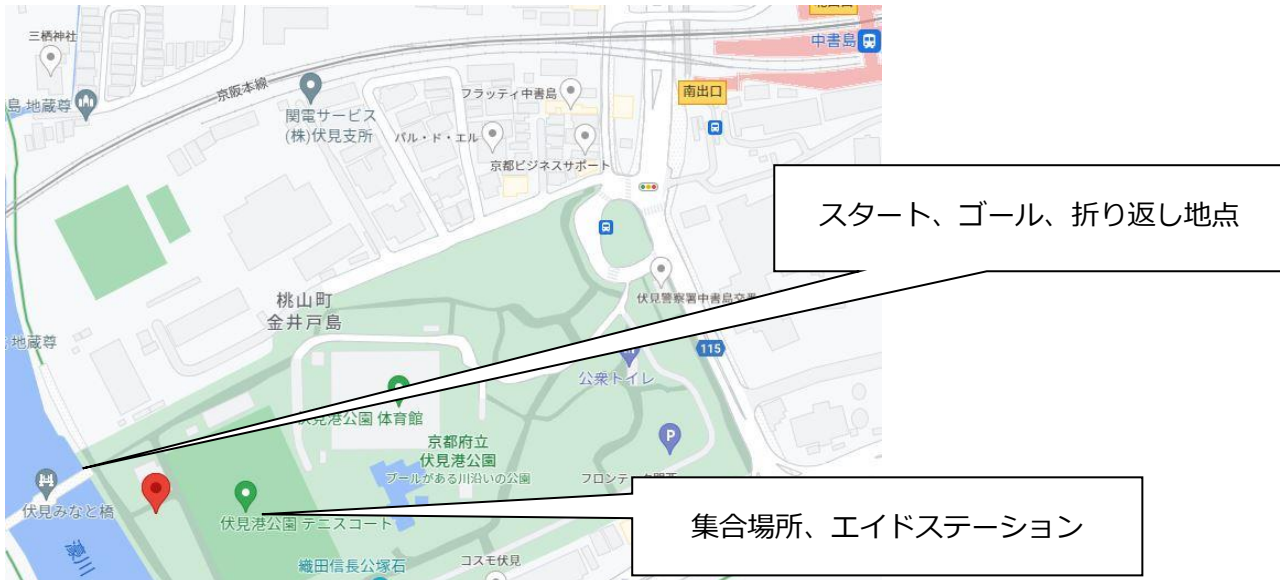 三栖神社
中書島
京阪本線
南出口
フラッティ中書島
島 地蔵尊
関電サービス
(株)伏見支所
パル・ド・エル
京都ビジネスサポート
スタート、ゴール、折り返し地点
桃山町
金井戸島
伏見警察署中書島交番
地蔵尊
115
公衆トイレ
伏見港公園 体育館
京都府立
伏見港公園
プールがある川沿いの公園
P
伏見みなと橋
伏見港公園 テニスコート
集合場所、エイドステーション
濠川
織田信長公塚石
コスモ伏見